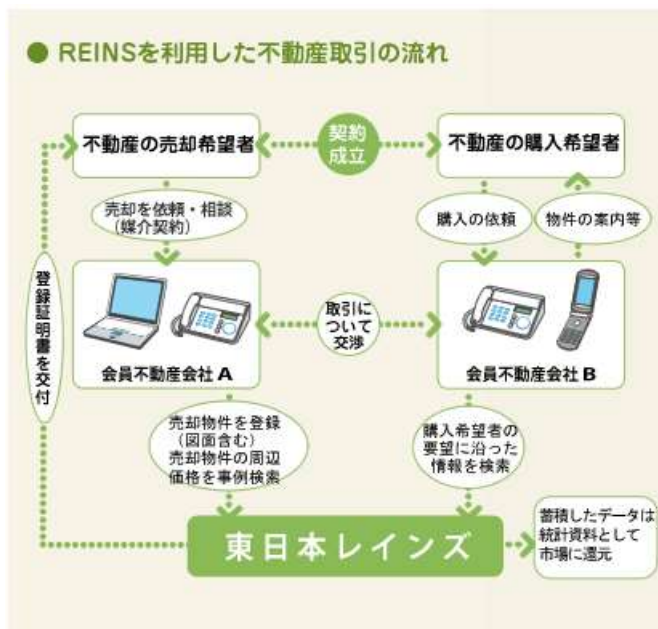 ● REINSを利用した不動産取引の流れ
不動産の売却希望者
契約
成立
不動産の購入希望者
売却を依頼・相談
(媒介契約)
購入の依頼
物件の案内等
登録証明書を交付
会員不動産会社 A
取引に
ついて
交渉
会員不動産会社 B
売却物件を登録
(図面含む)
売却物件の周辺
価格を事例検索
購入希望者の
要望に沿った
情報を検索
東日本レインズ
蓄積したデータは
統計資料として
市場に還元